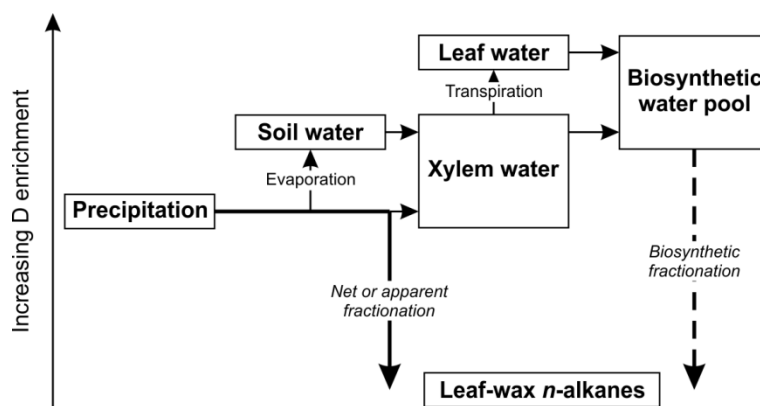 Increasing D enrichment
Leaf water
Biosynthetic
water pool
Transpiration
Soil water
Xylem water
Evaporation
Precipitation
Net or apparent
fractionation
Biosynthetic
fractionation
Leaf-wax n-alkanes